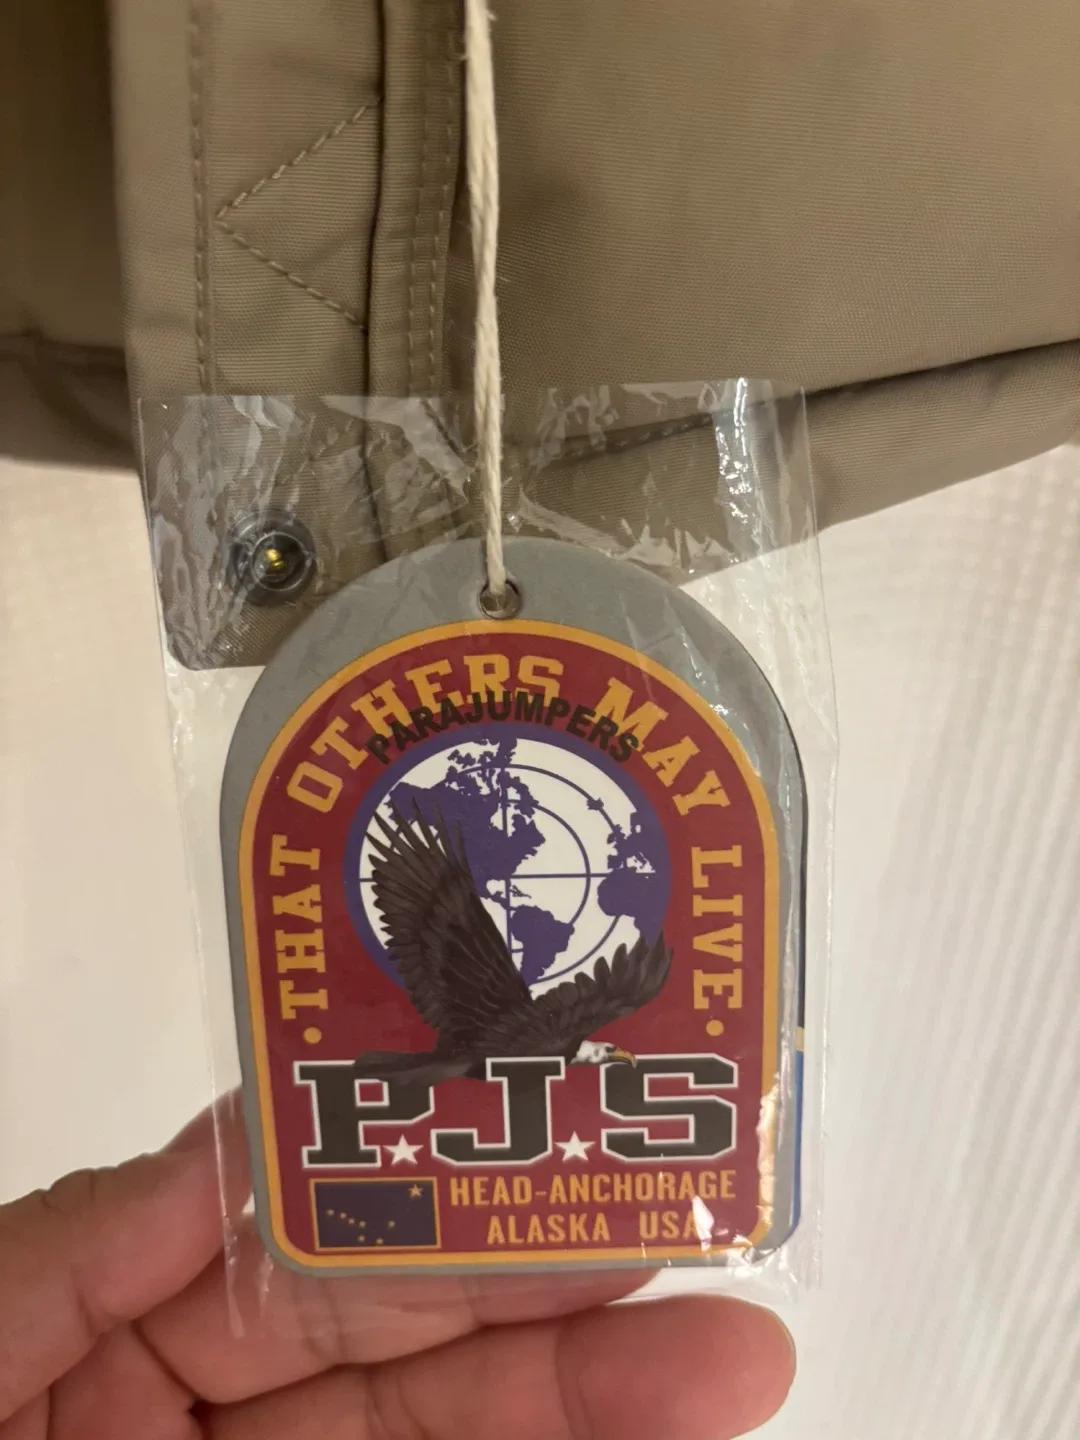 ·THAT OTHERS MAY LIVE·
PARAJUMPERS
P.J.S
HEAD-ANCHORAGE
ALASKA USA